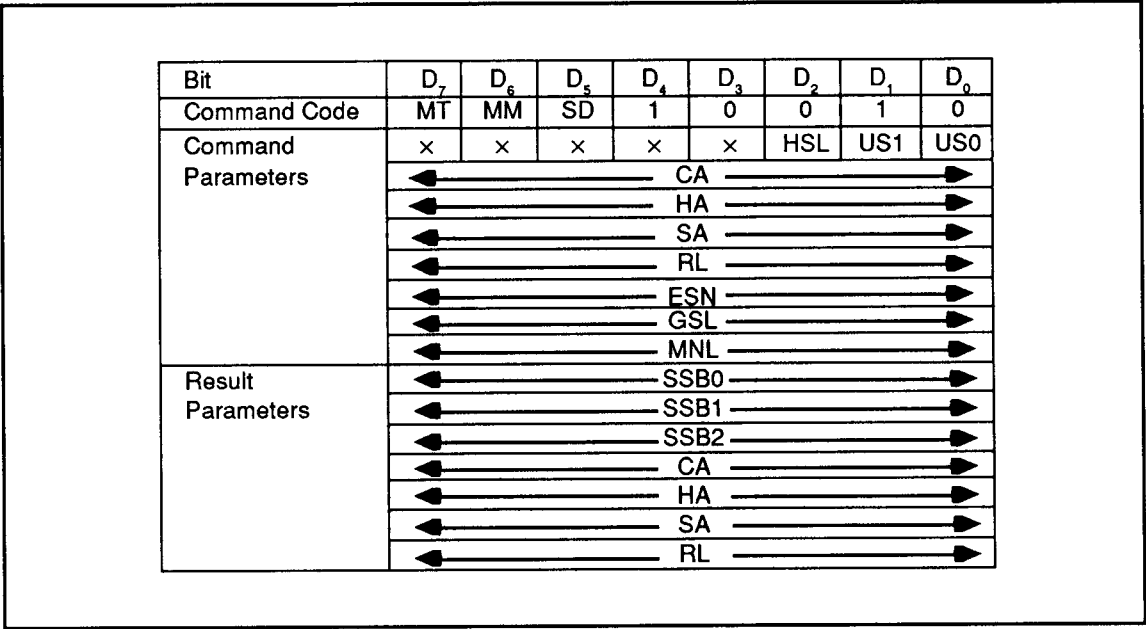 Bit D7 D6 D5 D4 D3 D2 D1 D0
Command Code MT MM SD 1 0 0 1 0
Command Parameters × × × × × HSL US1 US0
CA
HA
SA
RL
ESN
GSL
MNL
Result Parameters SSB0
SSB1
SSB2
CA
HA
SA
RL